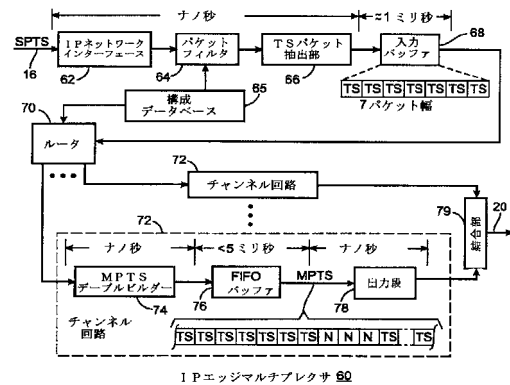 ナノ秒
≈1ミリ秒
68
SPTS
16
IPネットワーク
インターフェース
62
パケット
フィルタ
64
TSパケット
抽出部
66
入力
バッファ
構成
データベース
65
TS TS TS TS TS TS TS
7パケット幅
70
ルータ
72
チャンネル回路
79
20
結合部
72
ナノ秒
<5ミリ秒
ナノ秒
MPTS
テーブルビルダー
74
FIFO
バッファ
76
MPTS
出力段
78
チャンネル
回路
TS TS TS TS TS TS TS N N N TS TS
IPエッジマルチプレクサ 60